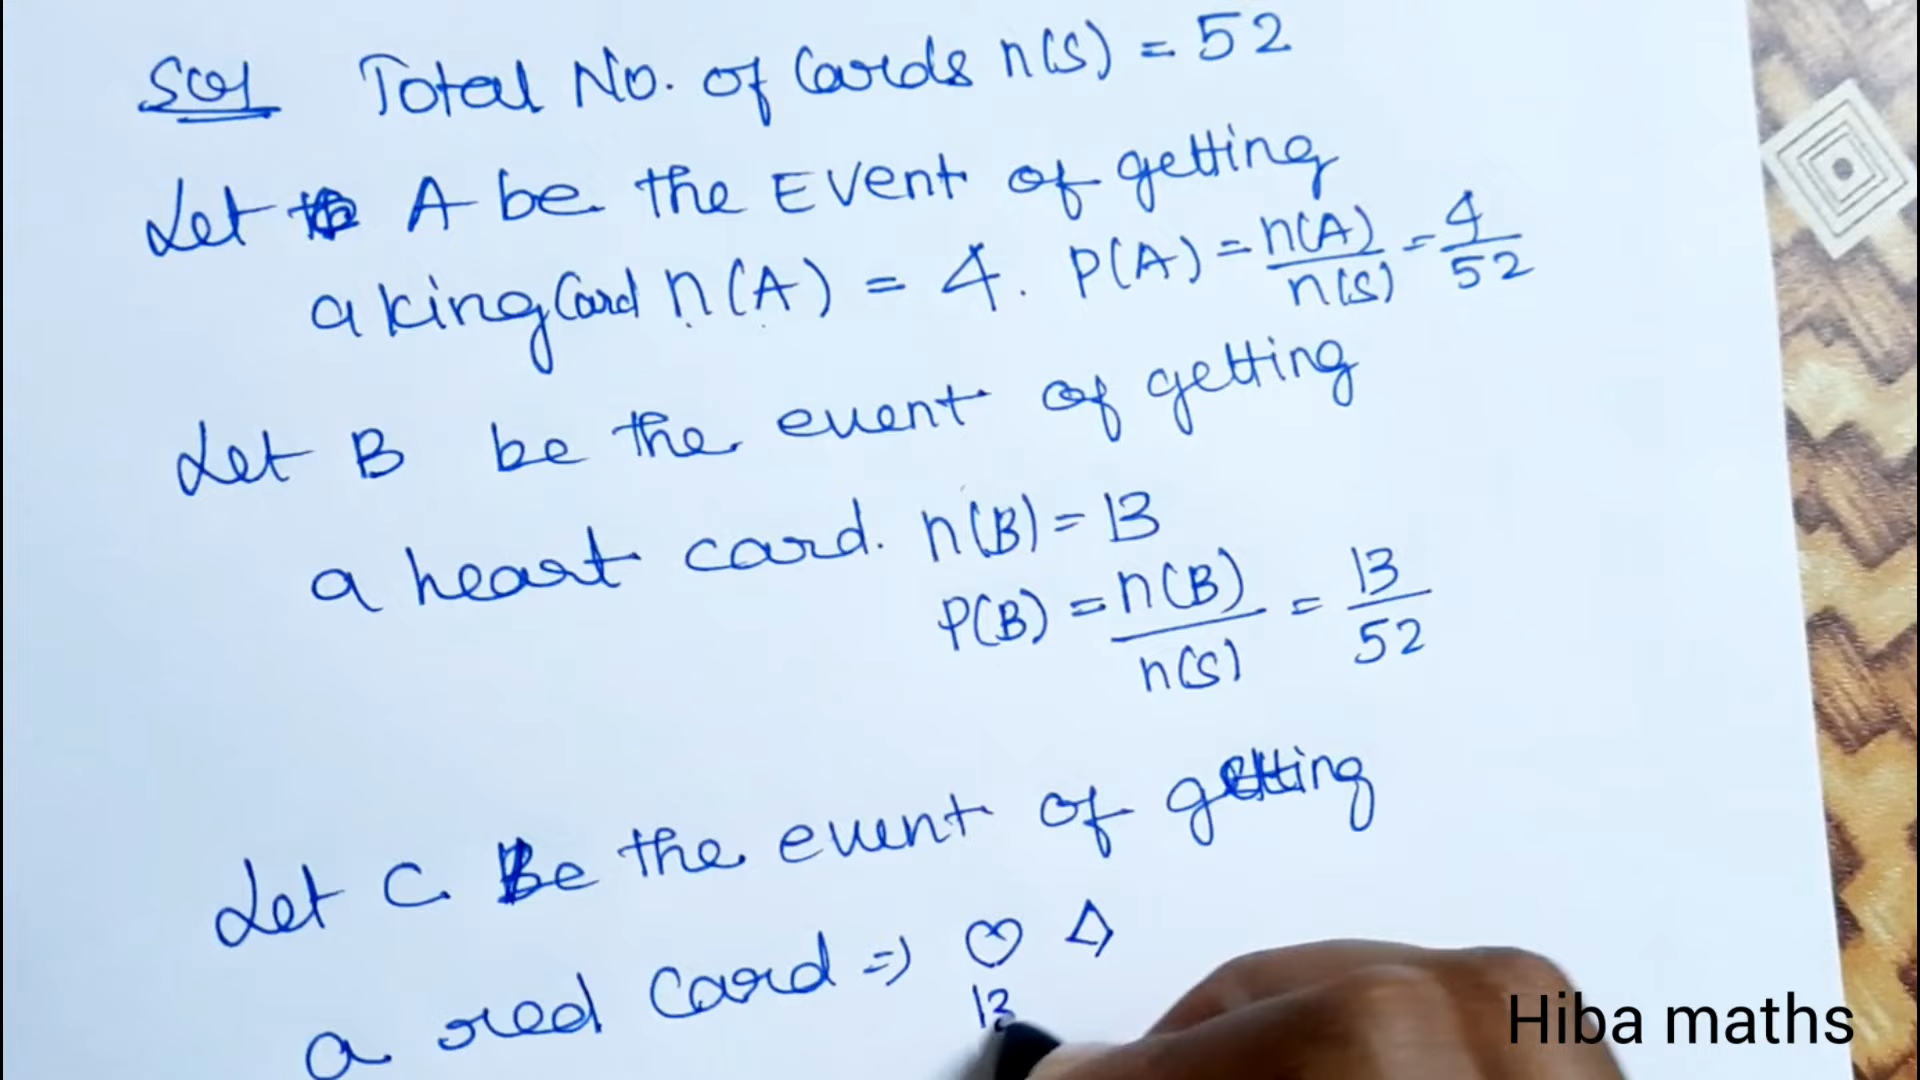 Sol Total No. of Cards n(S) = 52
Let A be the Event of getting
a king Card n(A) = 4. P(A) = n(A)/n(S) = 4/52
Let B be the event of getting
a heart card. n(B) = 13
P(B) = n(B)/n(S) = 13/52
Let C Be the event of getting
a red Card => ♡ ◇
13
Hiba maths